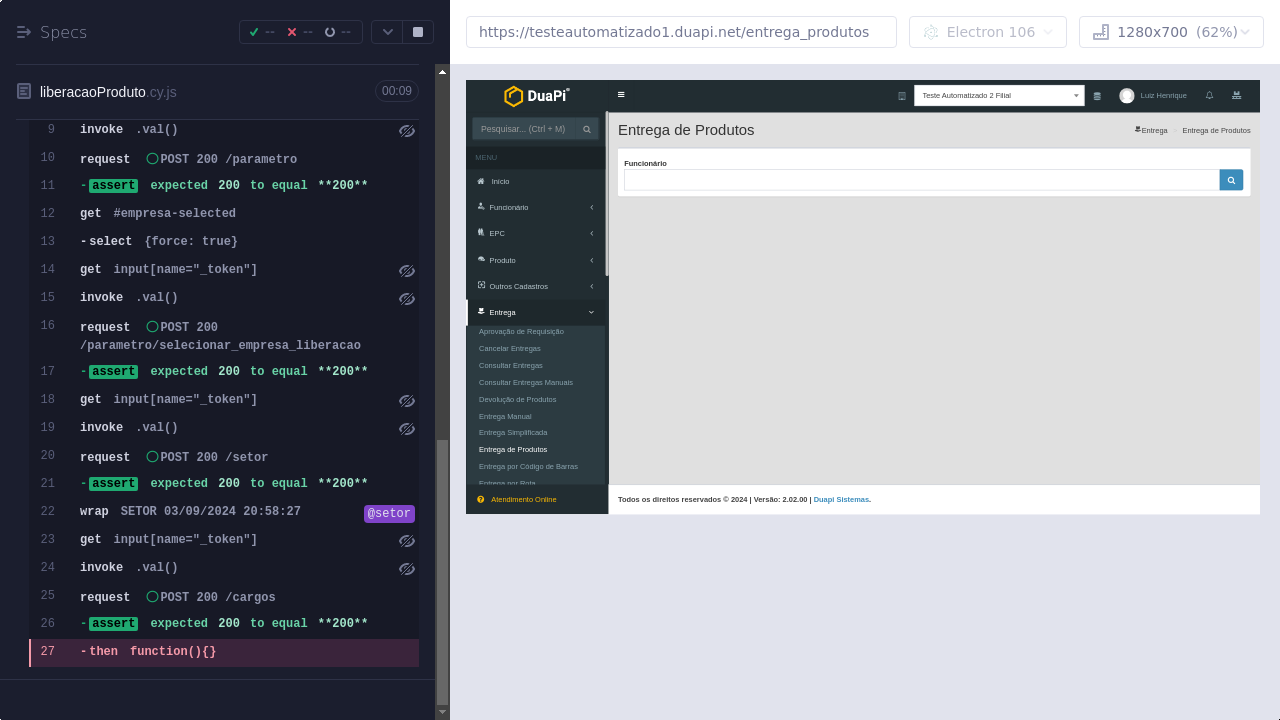 Specs
--
--
--
https://testeautomatizado1.duapi.net/entrega_produtos
Electron 106
1280x700 (62%)
liberacaoProduto.cy.js
00:09
9 invoke .val()
10 request POST 200 /parametro
11 -assert expected 200 to equal **200**
12 get #empresa-selected
13 -select {force: true}
14 get input[name="_token"]
15 invoke .val()
16 request POST 200
/parametro/selecionar_empresa_liberacao
17 -assert expected 200 to equal **200**
18 get input[name="_token"]
19 invoke .val()
20 request POST 200 /setor
21 -assert expected 200 to equal **200**
22 wrap SETOR 03/09/2024 20:58:27 @setor
23 get input[name="_token"]
24 invoke .val()
25 request POST 200 /cargos
26 -assert expected 200 to equal **200**
27 -then function(){}
DuaPi
Teste Automatizado 2 Filial
Luiz Henrique
Pesquisar... (Ctrl + M)
MENU
Início
Funcionário
EPC
Produto
Outros Cadastros
Entrega
Aprovação de Requisição
Cancelar Entregas
Consultar Entregas
Consultar Entregas Manuais
Devolução de Produtos
Entrega Manual
Entrega Simplificada
Entrega de Produtos
Entrega por Código de Barras
Entrega por Rota
Atendimento Online
Entrega de Produtos
Entrega
Entrega de Produtos
Funcionário
Todos os direitos reservados © 2024 | Versão: 2.02.00 | Duapi Sistemas.